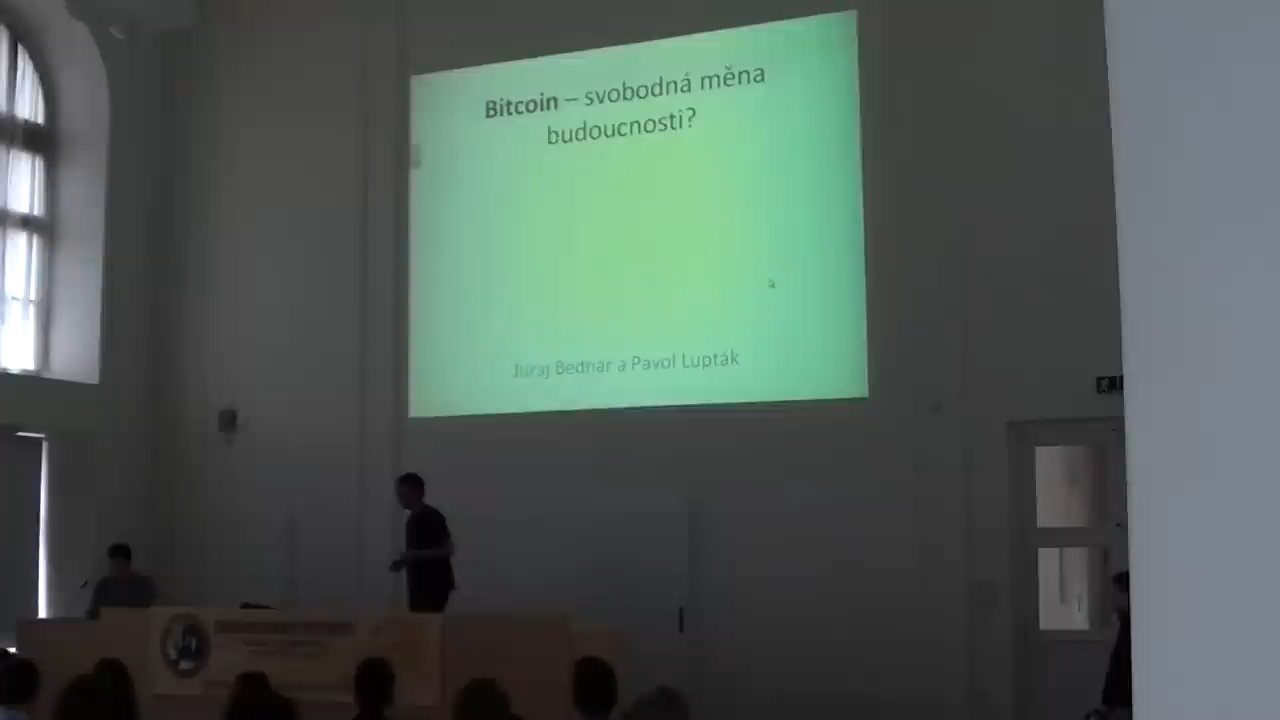 Bitcoin – svobodná měna
budoucnosti?
Juraj Bednár a Pavol Lupták